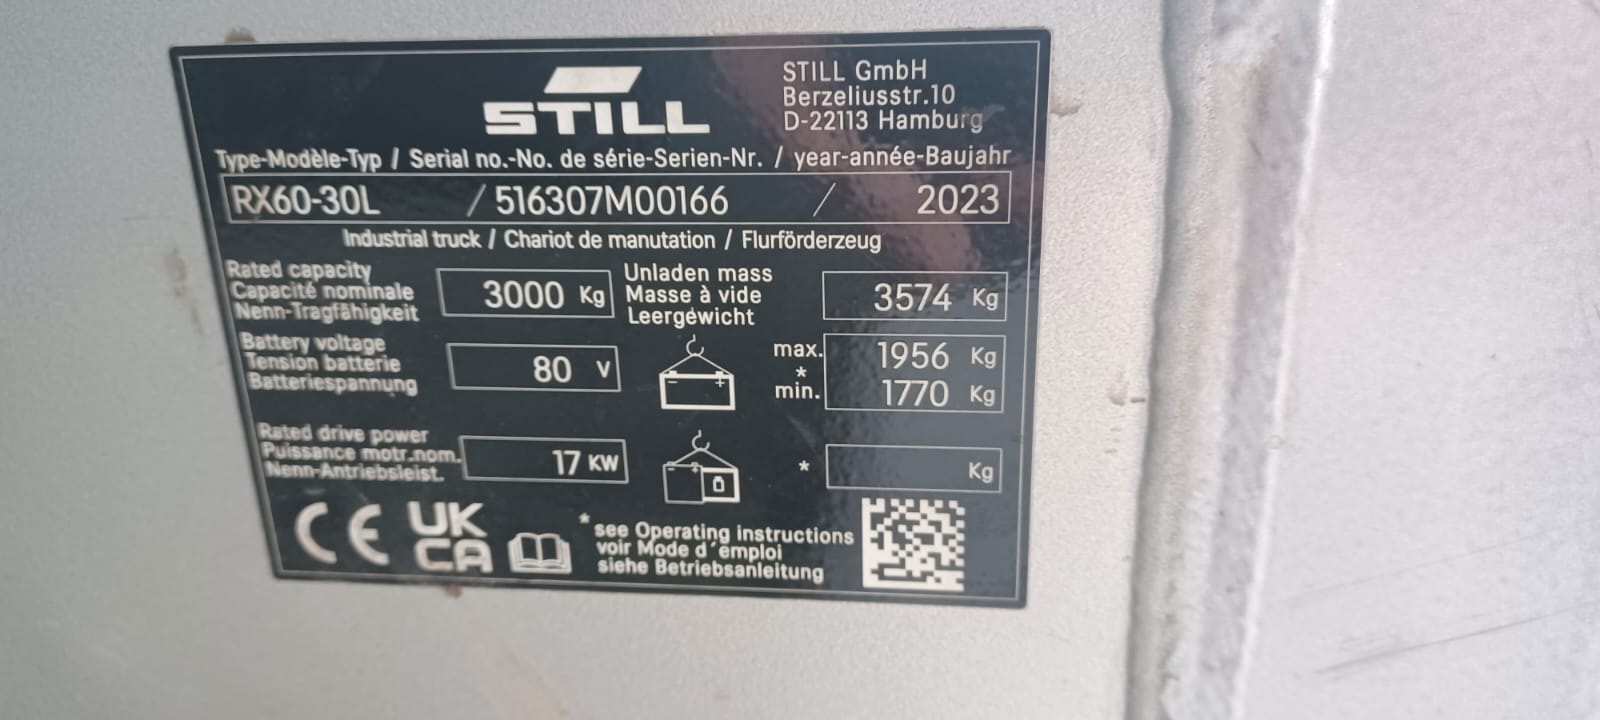 STILL
STILL GmbH
Berzeliusstr.10
D-22113 Hamburg
Type-Modèle-Typ / Serial no.-No. de série-Serien-Nr. / year-année-Baujahr
RX60-30L / 516307M00166 / 2023
Industrial truck / Chariot de manutation / Flurförderzeug
Rated capacity
Capacité nominale
Nenn-Tragfähigkeit
3000 Kg
Unladen mass
Masse à vide
Leergewicht
3574 Kg
Battery voltage
Tension batterie
Batteriespannung
80 V
- +
max. 1956 Kg
*
min. 1770 Kg
Rated drive power
Puissance motr.nom.
Nenn-Antriebsleist.
17 KW
- +
* Kg
CE
UK
CA
* see Operating instructions
voir Mode d'emploi
siehe Betriebsanleitung